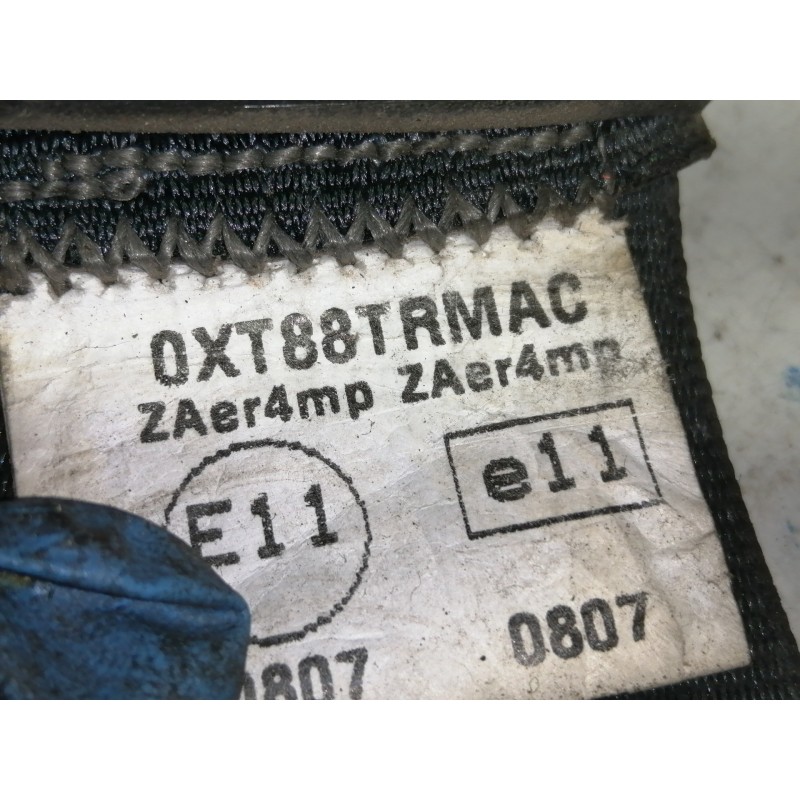 0XT88TRMAC
ZAer4mp ZAer4mp
E11 e11
0807 0807